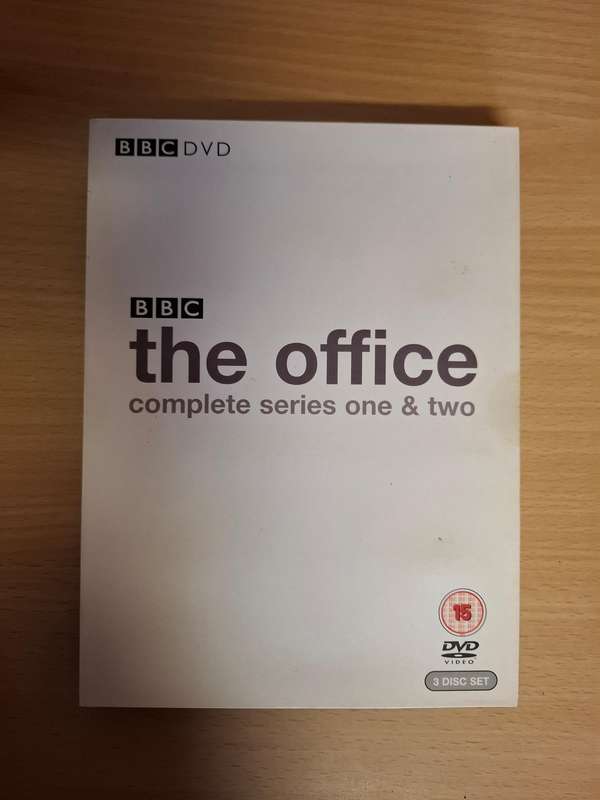 BBC DVD
BBC
the office
complete series one & two
15
DVD
VIDEO
3 DISC SET